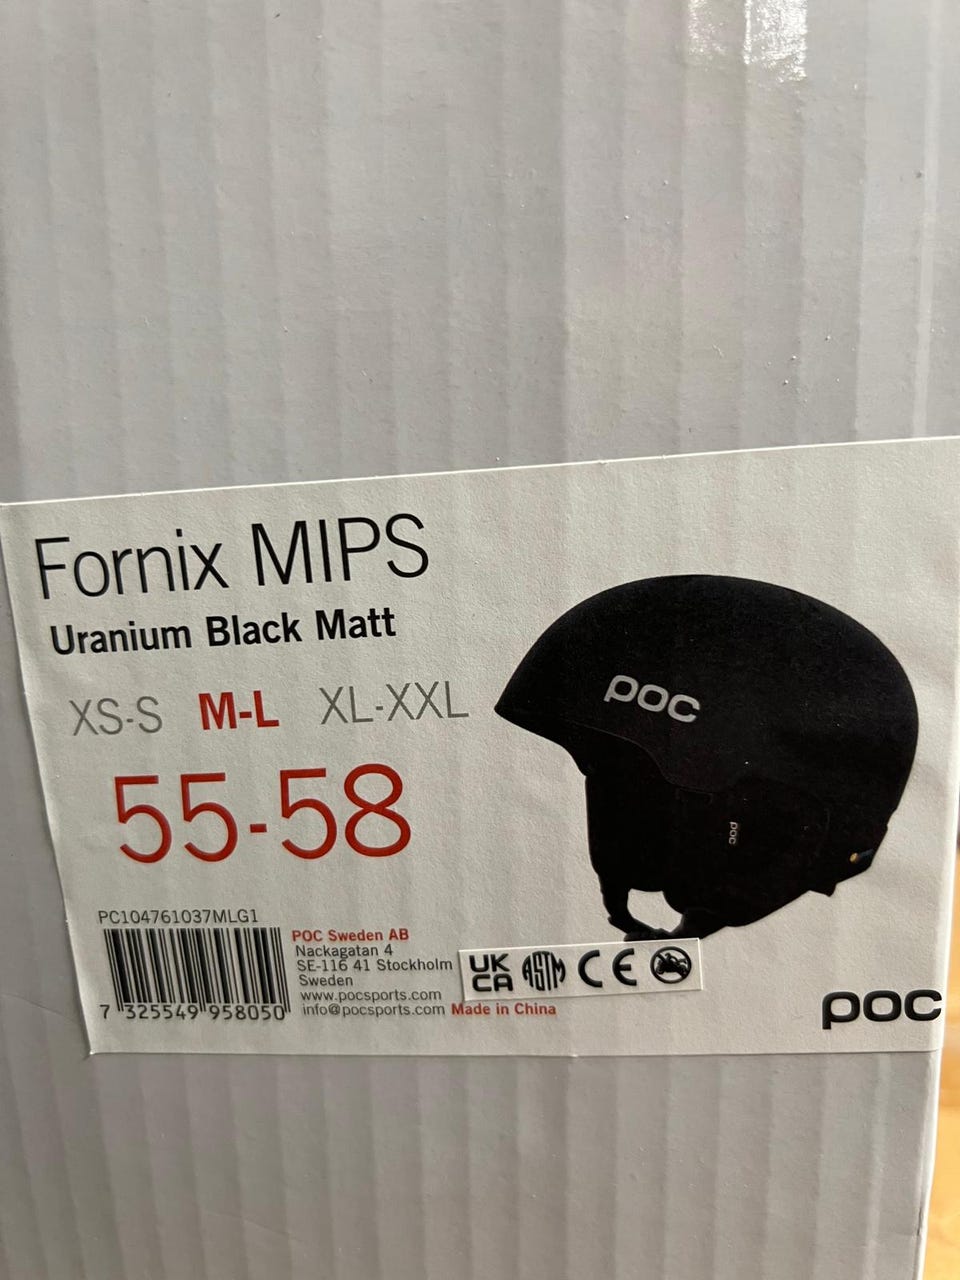 Fornix MIPS
Uranium Black Matt
XS-S M-L XL-XXL
55-58
poc
poc
PC104761037MLG1
7 325549 958050
POC Sweden AB
Nackagatan 4
SE-116 41 Stockholm
Sweden
www.pocsports.com
info@pocsports.com Made in China
UK
CA
ASTM
CE
poc